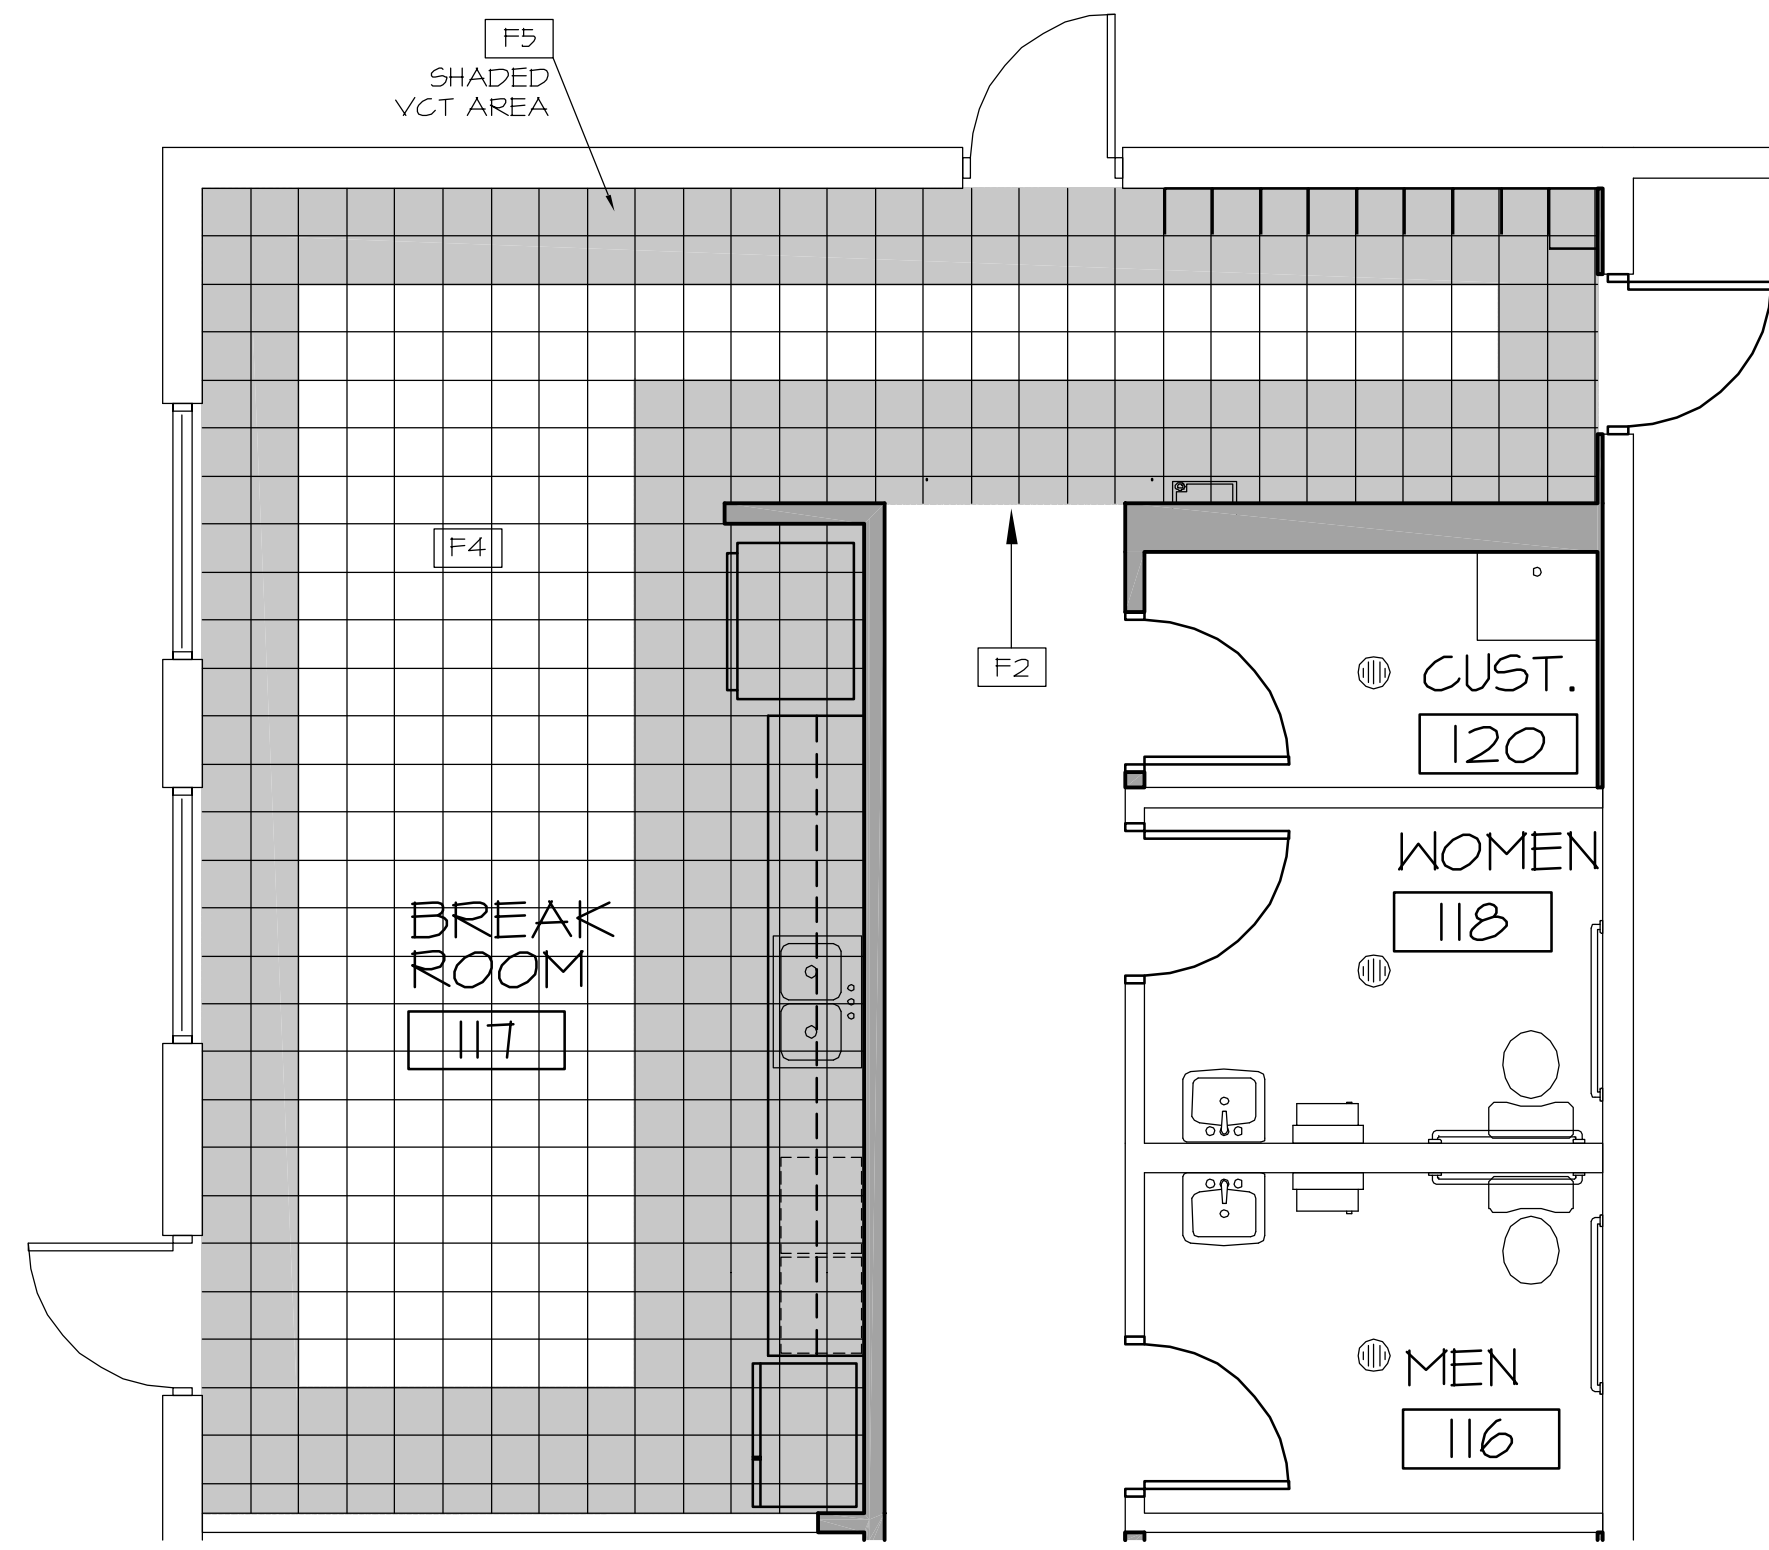 F5
SHADED
VCT AREA
F4
F2
CUST.
120
WOMEN
118
BREAK
ROOM
117
MEN
116